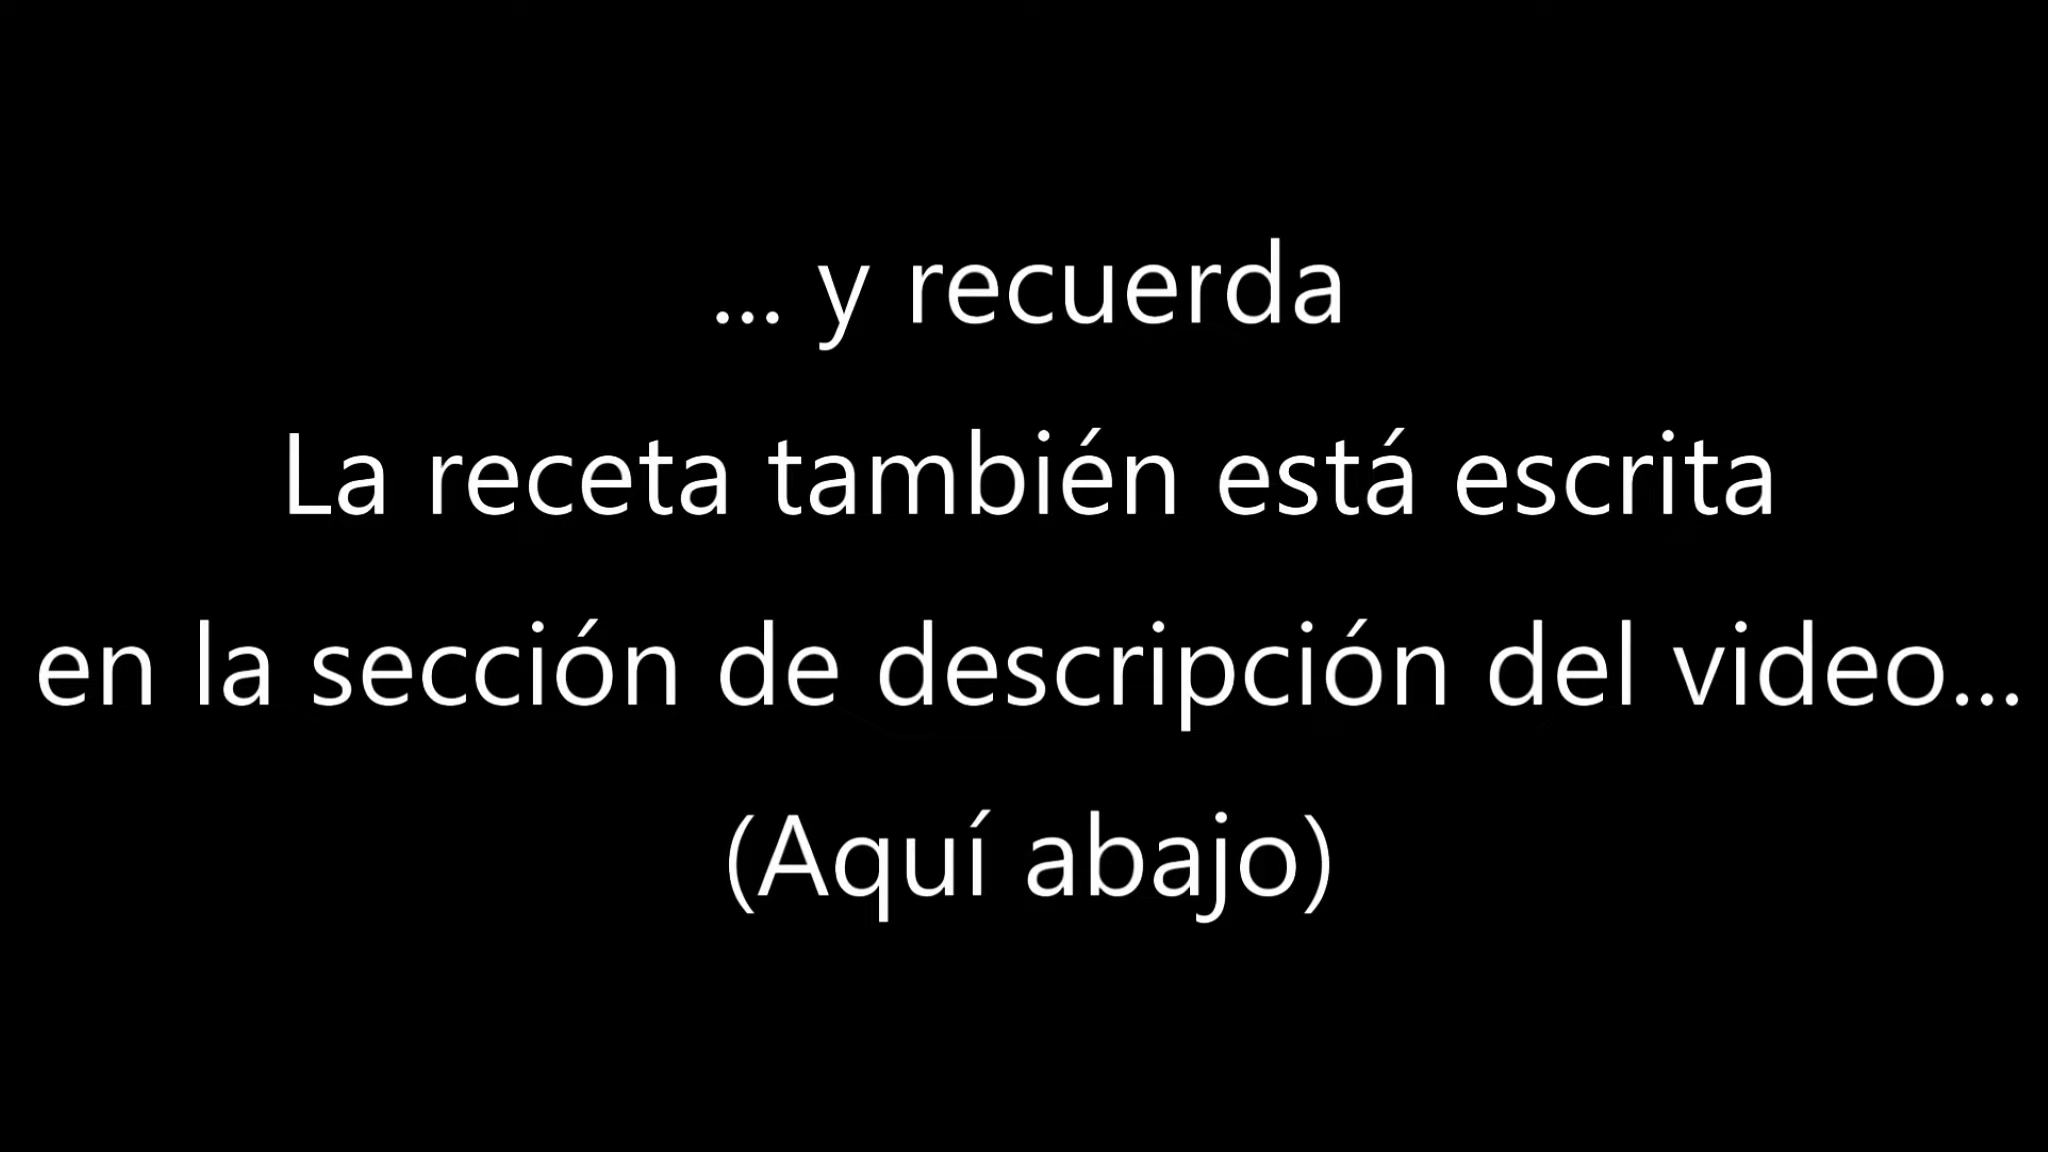 ... y recuerda
La receta también está escrita
en la sección de descripción del video...
(Aquí abajo)